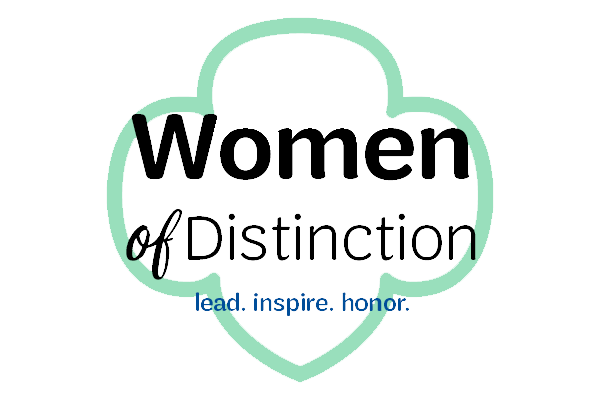 Women
of Distinction
lead. inspire. honor.